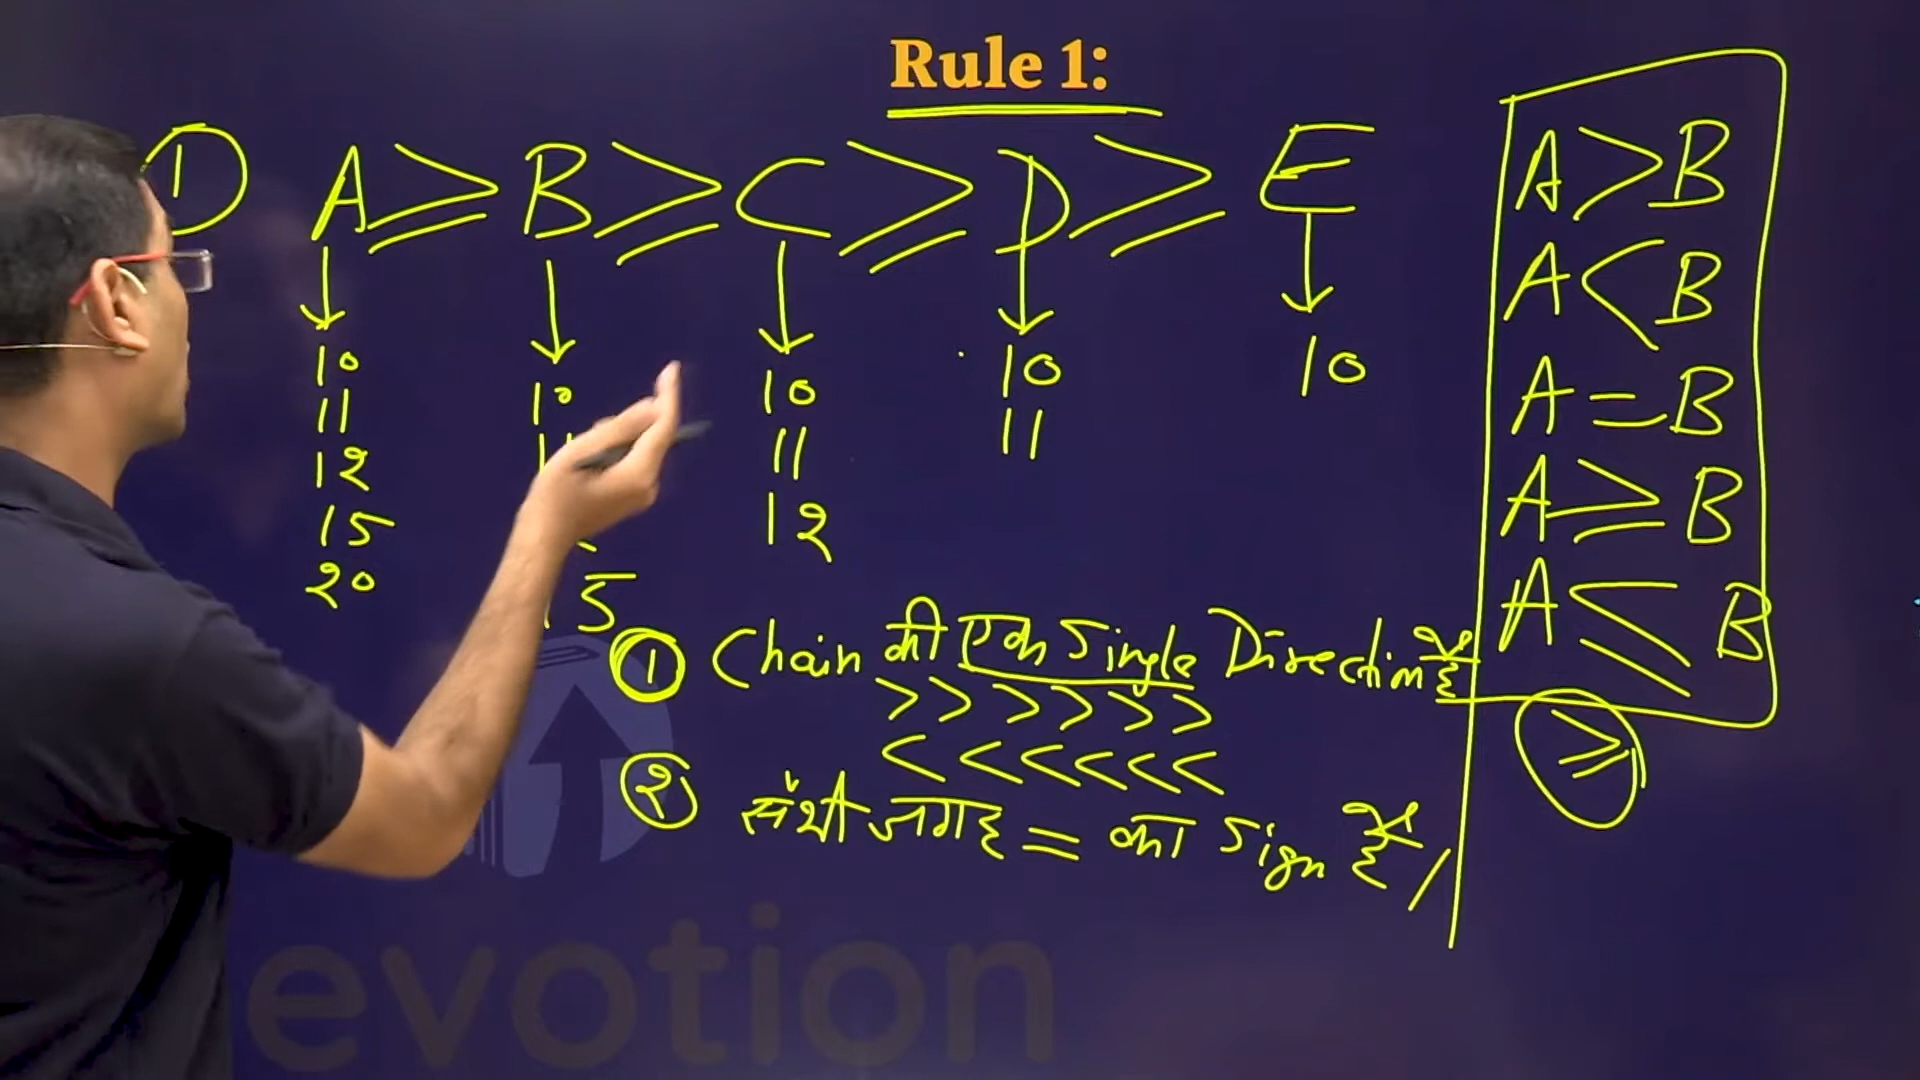 Rule 1:
① A ≥ B ≥ C ≥ D ≥ E
10 10 10 10 10
11 11 11
12 12
15 15
20
① Chain की एक Single Direction है
> > > > > >
< < < < < <
② सभी जगह = का Sign है /
A > B
A < B
A = B
A ≥ B
A ≤ B
≥
evotion